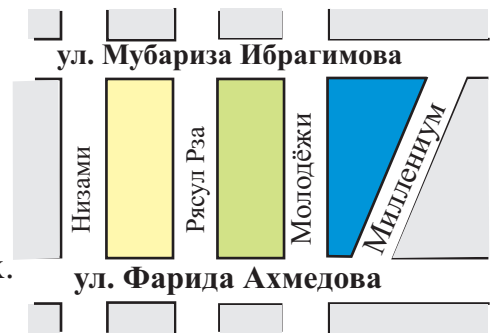 ул. Мубариза Ибрагимова
Низами
Рясул Рза
Молодёжи
Миллениум
ул. Фарида Ахмедова